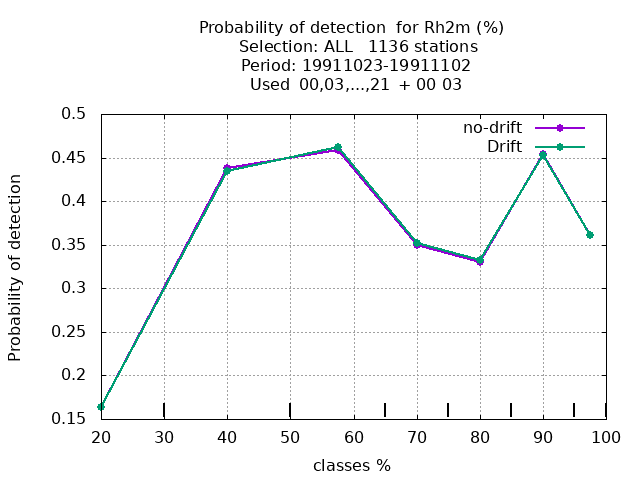 Probability of detection  for Rh2m (%)
Selection: ALL   1136 stations
Period: 19911023-19911102
Used  00,03,...,21  + 00 03
no-drift
Drift
Probability of detection
0.5
0.45
0.4
0.35
0.3
0.25
0.2
0.15
20 30 40 50 60 70 80 90 100
classes %